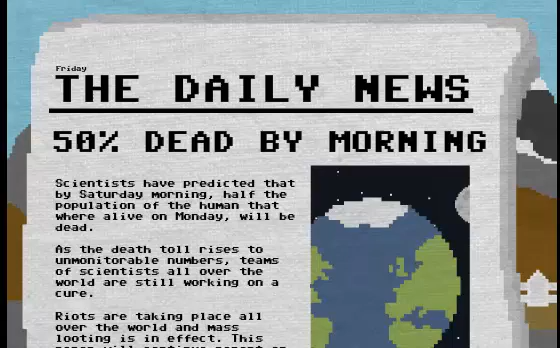 Friday
THE DAILY NEWS
50% DEAD BY MORNING
Scientists have predicted that
by Saturday morning, half the
population of the human that
where alive on Monday, will be
dead.
As the death toll rises to
unmonitorable numbers, teams
of scientists all over the
world are still working on a
cure.
Riots are taking place all
over the world and mass
looting is in effect. This